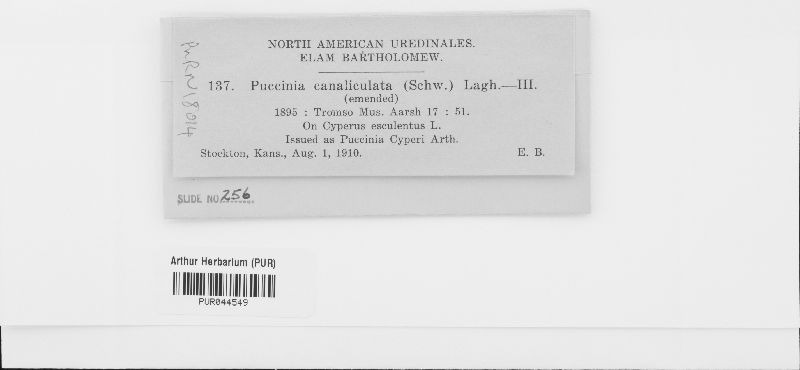 NORTH AMERICAN UREDINALES.
ELAM BARTHOLOMEW.
137. Puccinia canaliculata (Schw.) Lagh.—III.
(emended)
1895 : Tromso Mus. Aarsh 17 : 51.
On Cyperus esculentus L.
Issued as Puccinia Cyperi Arth.
Stockton, Kans., Aug. 1, 1910. E. B.
PURN18014
SLIDE NO. 256
Arthur Herbarium (PUR)
PUR044549